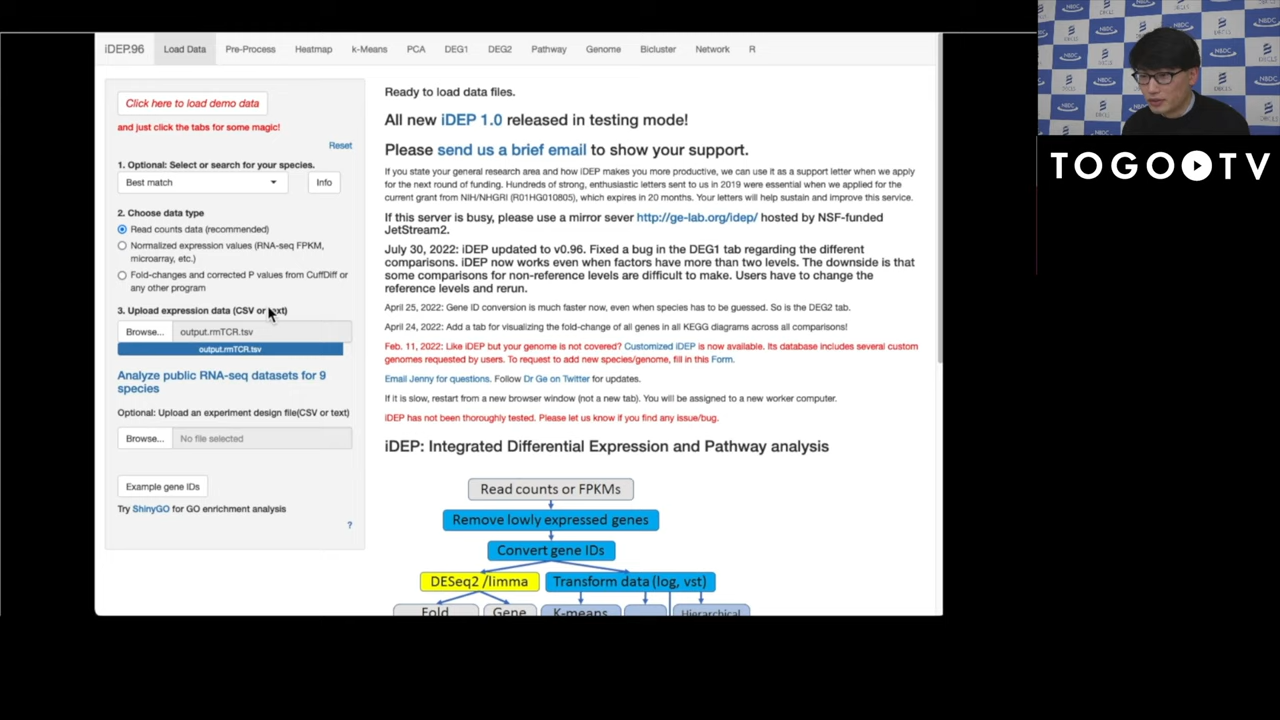 iDEP.96 Load Data Pre-Process Heatmap k-Means PCA DEG1 DEG2 Pathway Genome Bicluster Network R
Click here to load demo data
and just click the tabs for some magic!
Reset
1. Optional: Select or search for your species.
Best match
Info
2. Choose data type
Read counts data (recommended)
Normalized expression values (RNA-seq FPKM,
microarray, etc.)
Fold-changes and corrected P values from CuffDiff or
any other program
3. Upload expression data (CSV or text)
Browse... output.rmTCR.tsv
output.rmTCR.tsv
Analyze public RNA-seq datasets for 9
species
Optional: Upload an experiment design file(CSV or text)
Browse... No file selected
Example gene IDs
Try ShinyGO for GO enrichment analysis
?
Ready to load data files.
All new iDEP 1.0 released in testing mode!
Please send us a brief email to show your support.
If you state your general research area and how iDEP makes you more productive, we can use it as a support letter when we apply
for the next round of funding. Hundreds of strong, enthusiastic letters sent to us in 2019 were essential when we applied for the
current grant from NIH/NHGRI (R01HG010805), which expires in 20 months. Your letters will help sustain and improve this service.
If this server is busy, please use a mirror sever http://ge-lab.org/idep/ hosted by NSF-funded
JetStream2.
July 30, 2022: iDEP updated to v0.96. Fixed a bug in the DEG1 tab regarding the different
comparisons. iDEP now works even when factors have more than two levels. The downside is that
some comparisons for non-reference levels are difficult to make. Users have to change the
reference levels and rerun.
April 25, 2022: Gene ID conversion is much faster now, even when species has to be guessed. So is the DEG2 tab.
April 24, 2022: Add a tab for visualizing the fold-change of all genes in all KEGG diagrams across all comparisons!
Feb. 11, 2022: Like iDEP but your genome is not covered? Customized iDEP is now available. Its database includes several custom
genomes requested by users. To request to add new species/genome, fill in this Form.
Email Jenny for questions. Follow Dr Ge on Twitter for updates.
If it is slow, restart from a new browser window (not a new tab). You will be assigned to a new worker computer.
iDEP has not been thoroughly tested. Please let us know if you find any issue/bug.
iDEP: Integrated Differential Expression and Pathway analysis
Read counts or FPKMs
Remove lowly expressed genes
Convert gene IDs
DESeq2 /limma
Transform data (log, vst)
Fold
Gene
K-means
Hierarchical
NBDC
DBCLS
TOGO TV